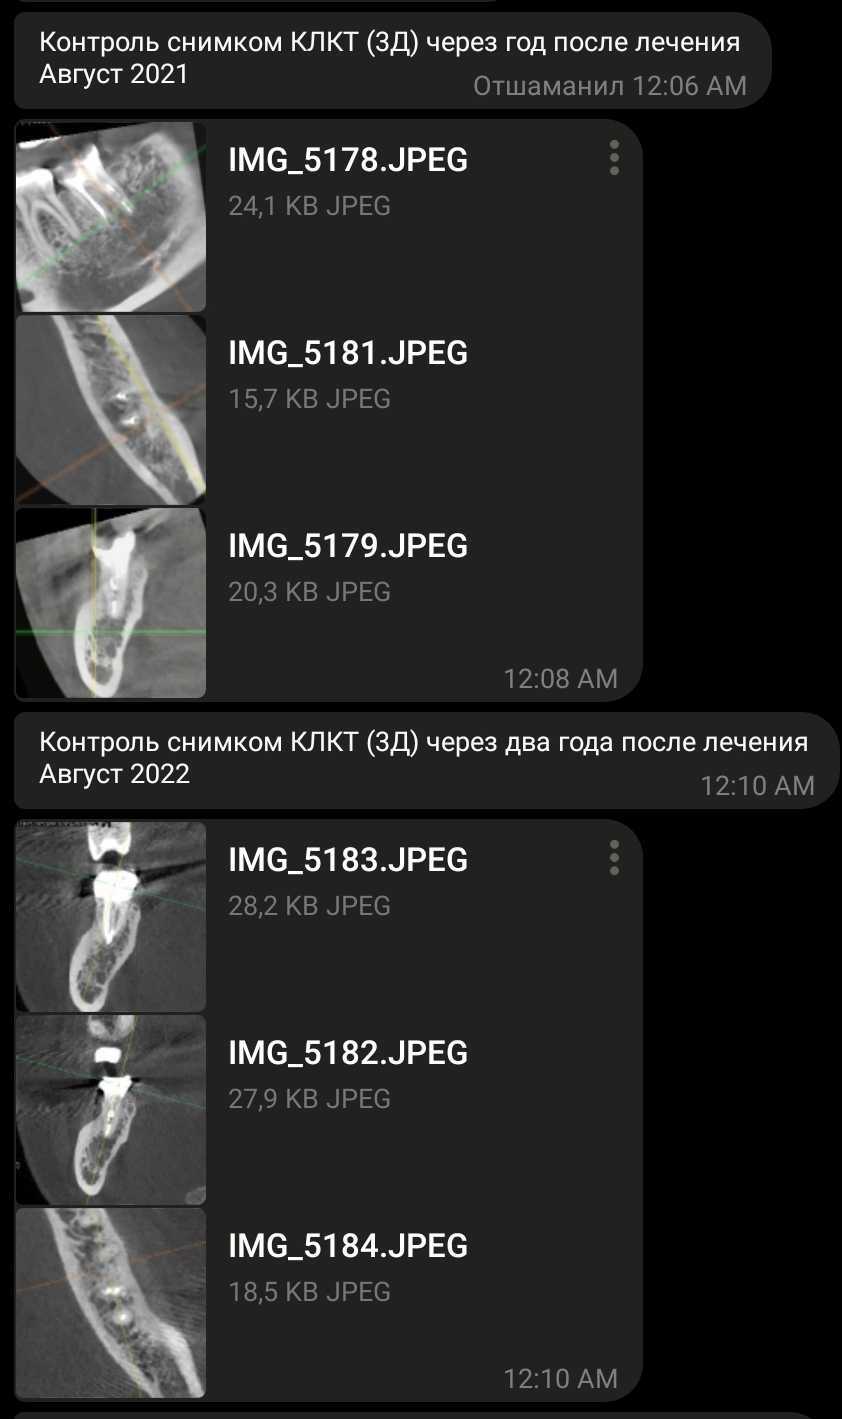 Контроль снимком КЛКТ (3Д) через год после лечения
Август 2021
Отшаманил 12:06 AM
IMG_5178.JPEG
24,1 KB JPEG
IMG_5181.JPEG
15,7 KB JPEG
IMG_5179.JPEG
20,3 KB JPEG
12:08 AM
Контроль снимком КЛКТ (3Д) через два года после лечения
Август 2022
12:10 AM
IMG_5183.JPEG
28,2 KB JPEG
IMG_5182.JPEG
27,9 KB JPEG
IMG_5184.JPEG
18,5 KB JPEG
12:10 AM